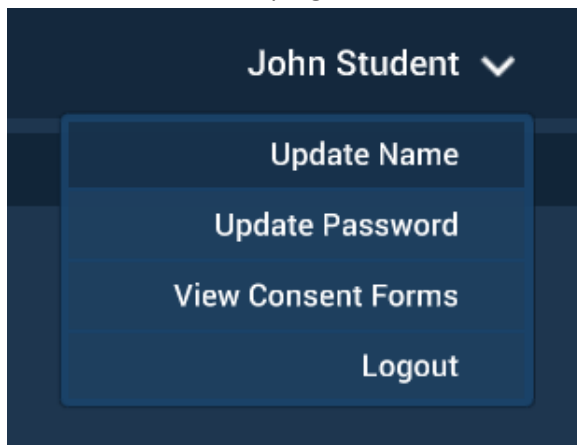 John Student
Update Name
Update Password
View Consent Forms
Logout